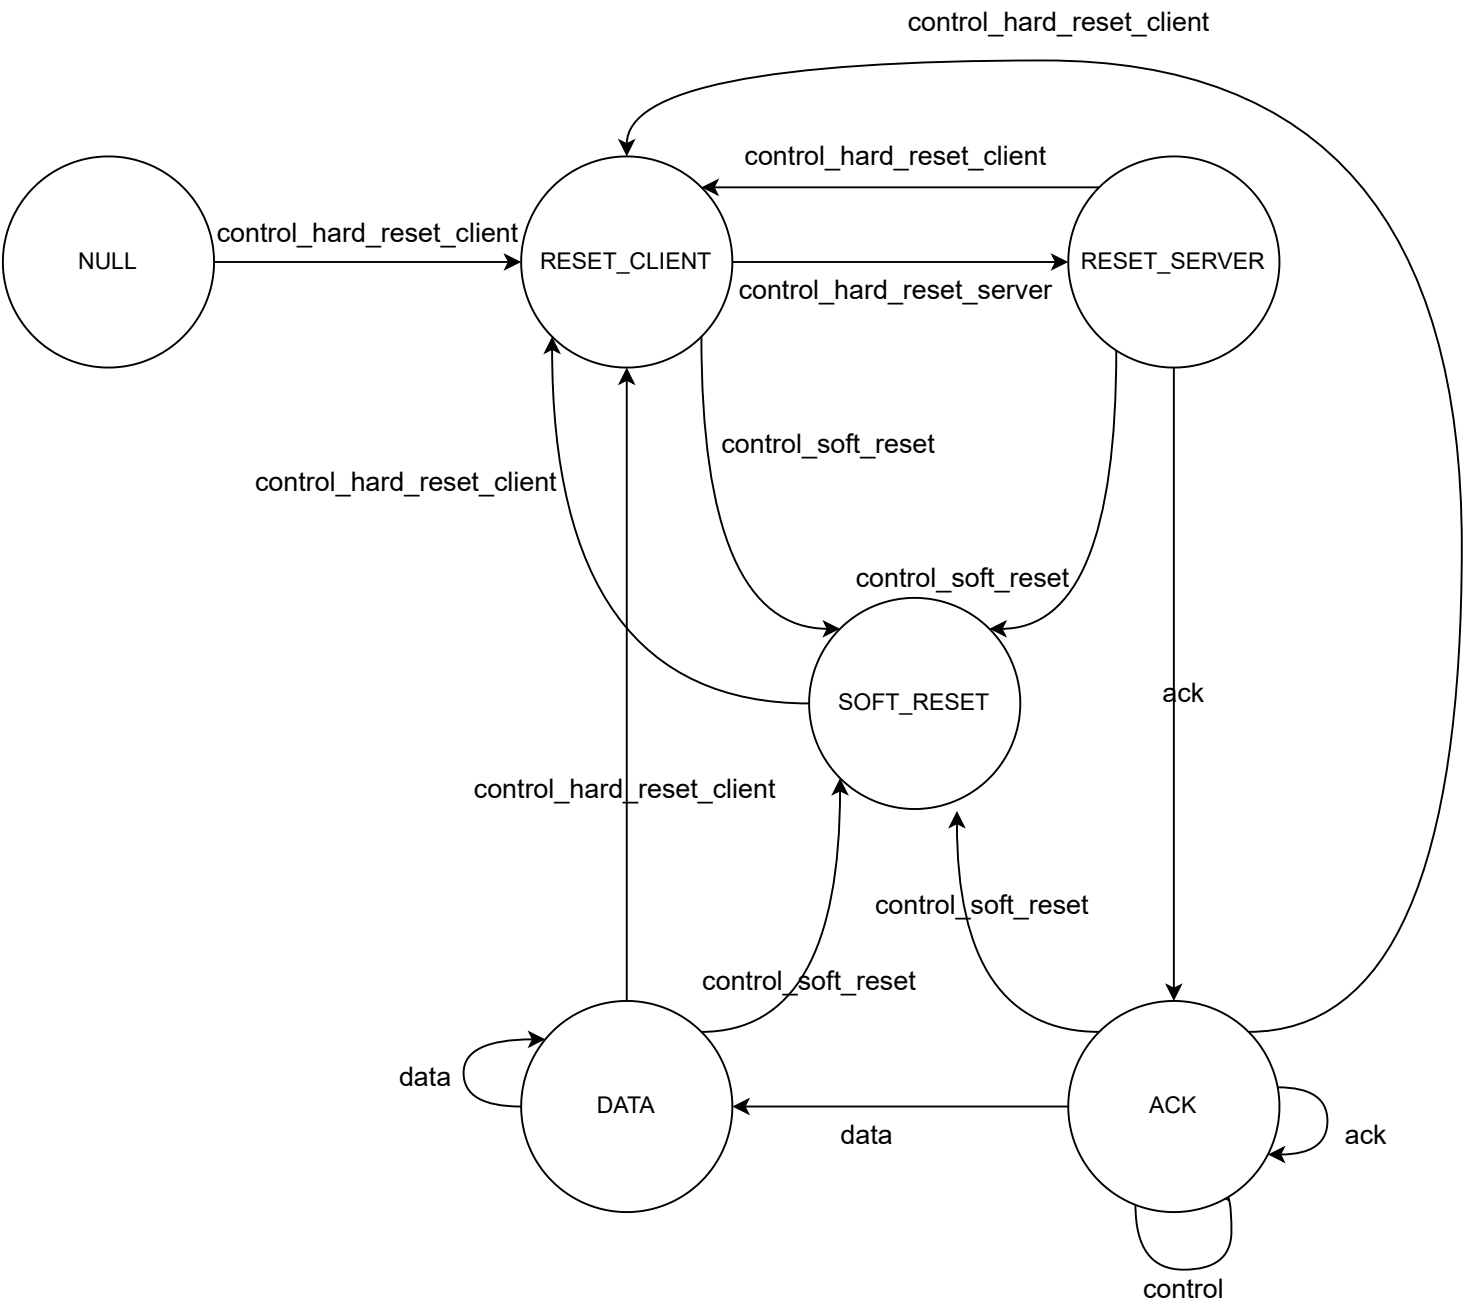 control_hard_reset_client
control_hard_reset_client
control_hard_reset_client
NULL
RESET_CLIENT
RESET_SERVER
control_hard_reset_server
control_soft_reset
control_hard_reset_client
control_soft_reset
ack
SOFT_RESET
control_hard_reset_client
control_soft_reset
control_soft_reset
data
DATA
ACK
data
ack
control